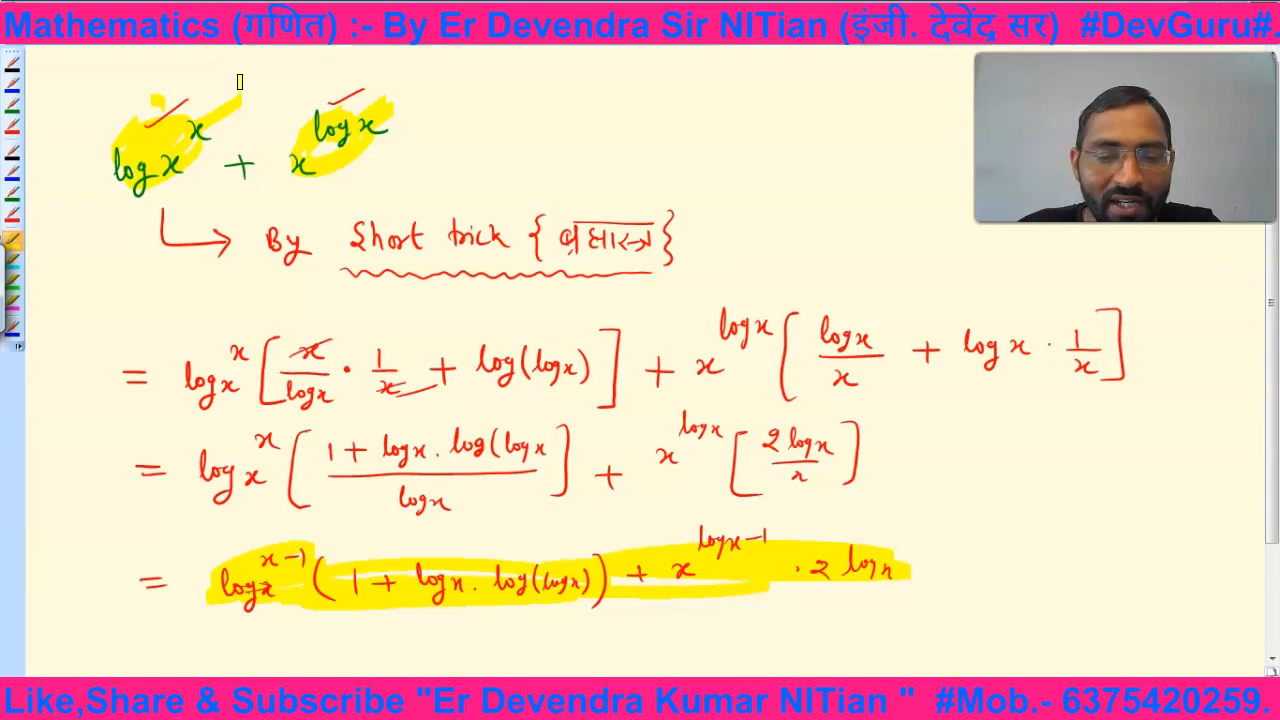 Mathematics (गणित) :- By Er Devendra Sir NITian (इंजी. देवेंद्र सर) #DevGuru#.
log x^x + x^(log x)
By Short trick { ब्रह्मास्त्र }
= log x^x [ x/log x · 1/x + log(log x) ] + x^(log x) [ log x/x + log x · 1/x ]
= log x^x [ (1 + log x . log(log x)/log x ] + x^(log x) [ 2 log x/x ]
= log x^(x-1) ( 1 + log x . log(log x) ) + x^(log x-1) . 2 log x
Like,Share & Subscribe "Er Devendra Kumar NITian " #Mob.- 6375420259.